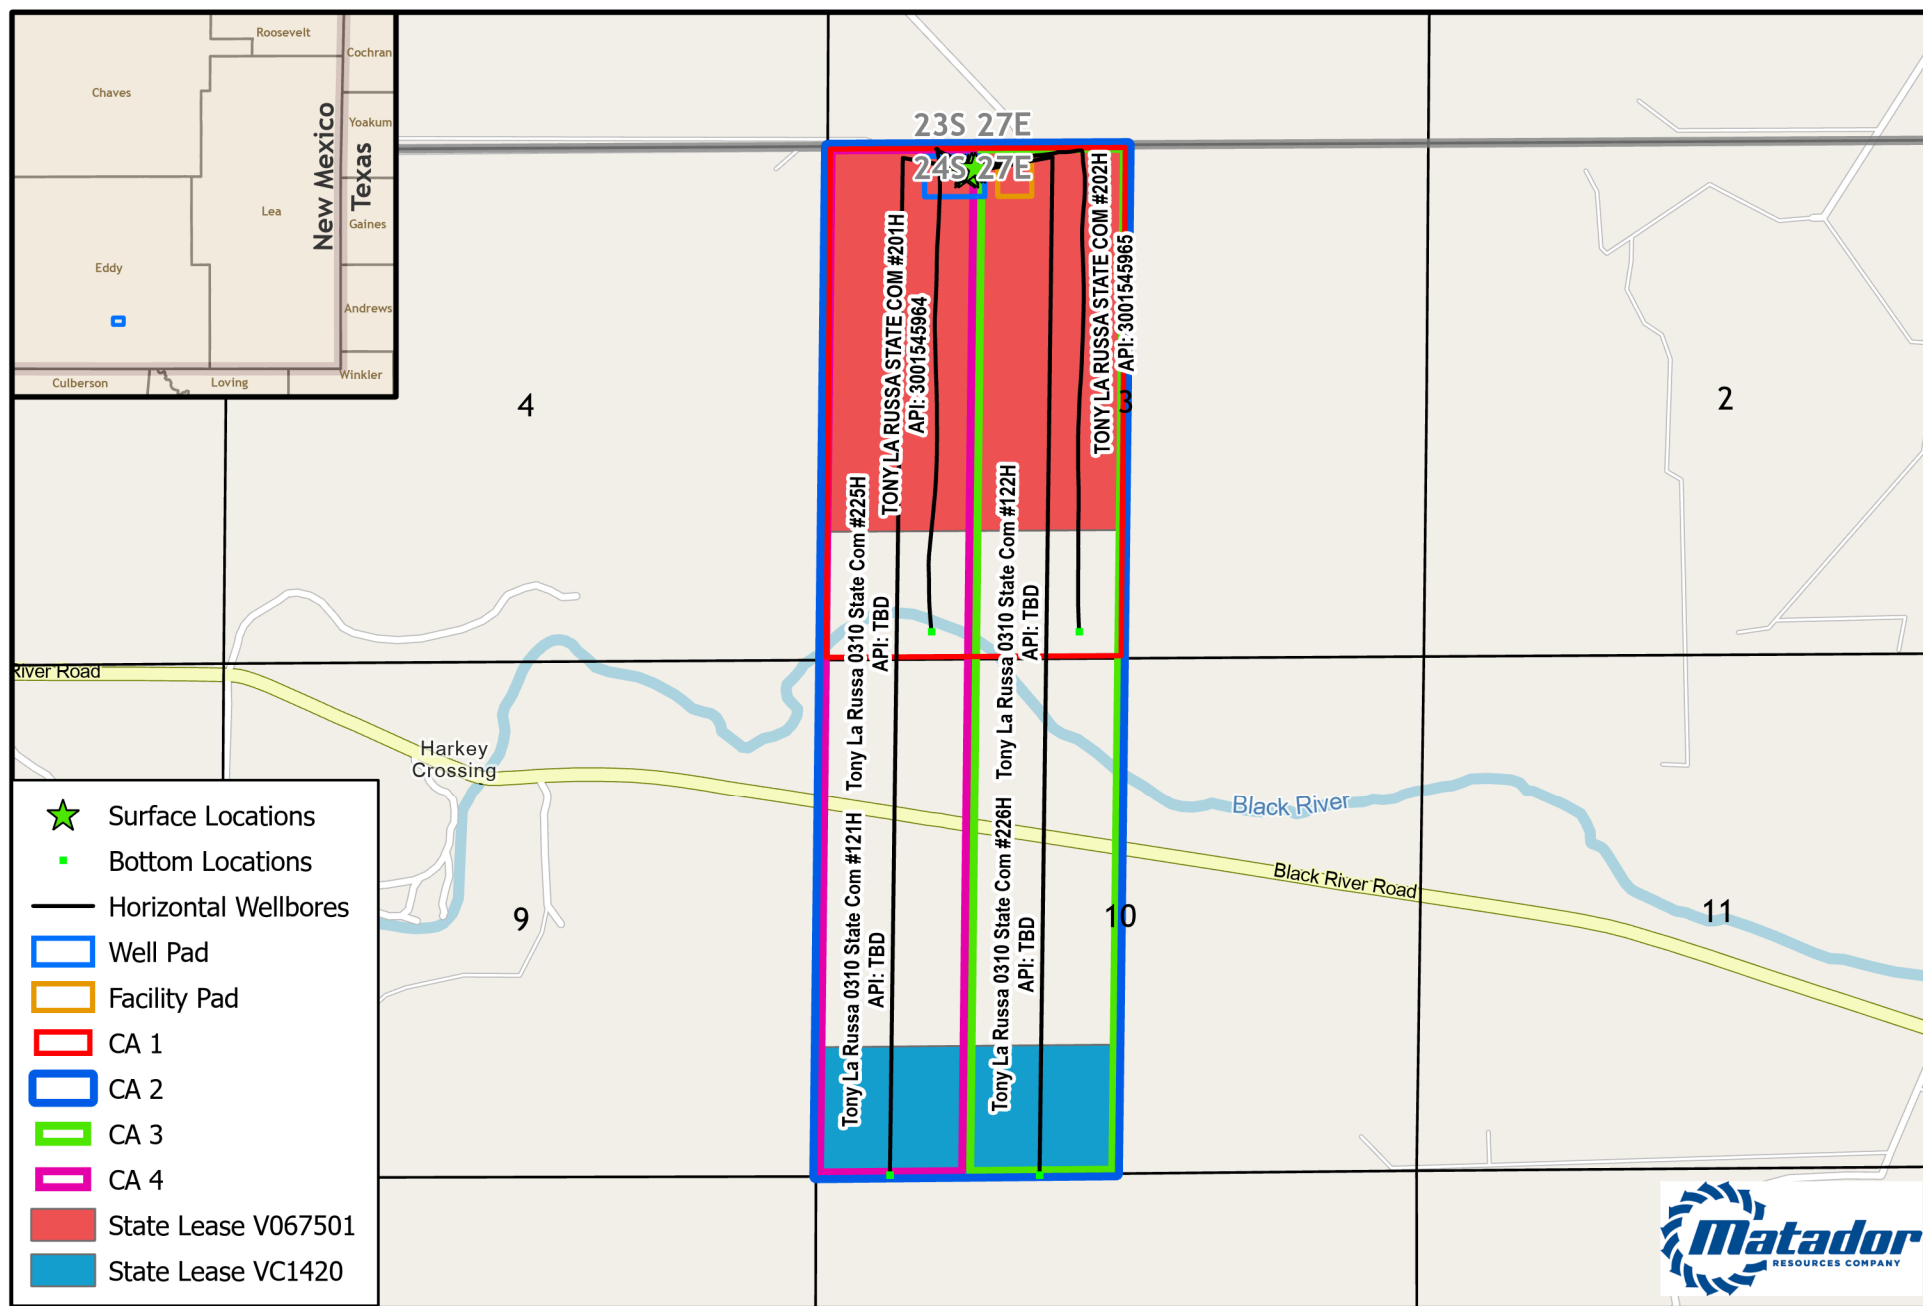 Roosevelt
Cochran
Chaves
Yoakum
New Mexico
Texas
Lea
Gaines
Eddy
Andrews
Culberson
Loving
Winkler
23S 27E
24S 27E
TONY LA RUSSA STATE COM #201H
API: 3001545964
TONY LA RUSSA STATE COM #202H
API: 3001545965
4
3
2
Tony La Russa 0310 State Com #225H
API: TBD
Tony La Russa 0310 State Com #122H
API: TBD
River Road
Harkey
Crossing
Black River
Black River Road
Tony La Russa 0310 State Com #121H
API: TBD
Tony La Russa 0310 State Com #226H
API: TBD
9
10
11
Surface Locations
Bottom Locations
Horizontal Wellbores
Well Pad
Facility Pad
CA 1
CA 2
CA 3
CA 4
State Lease V067501
State Lease VC1420
Matador
RESOURCES COMPANY